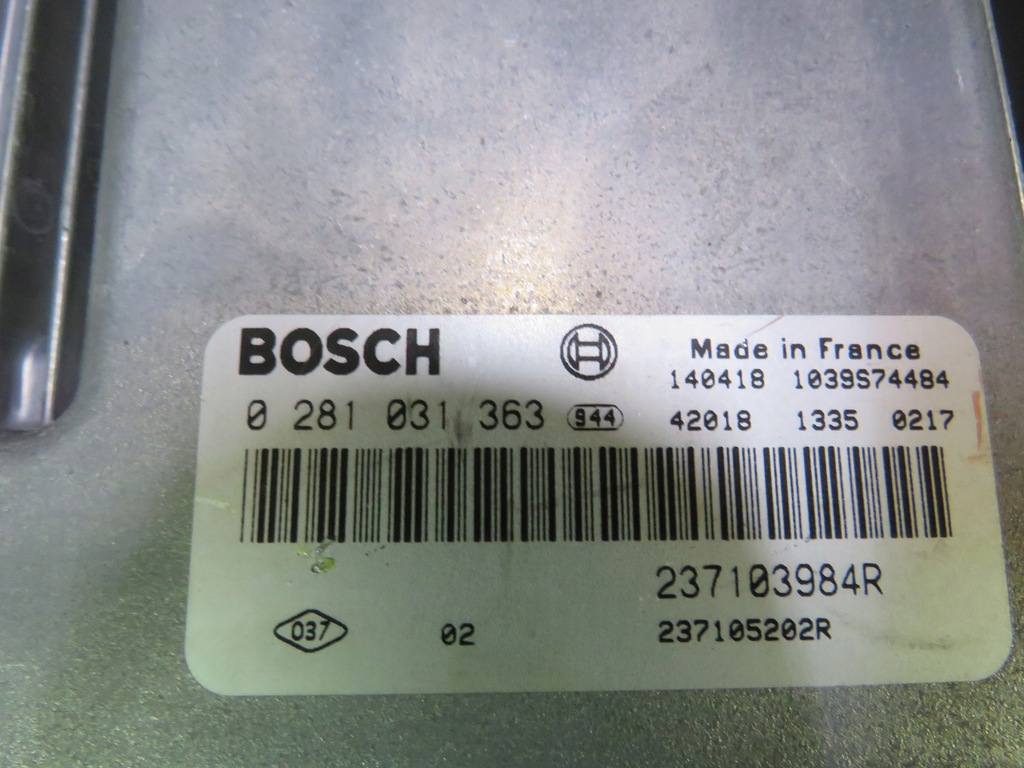 BOSCH
Made in France
140418 1039S74484
0 281 031 363 944 42018 1335 0217
237103984R
037 02 237105202R